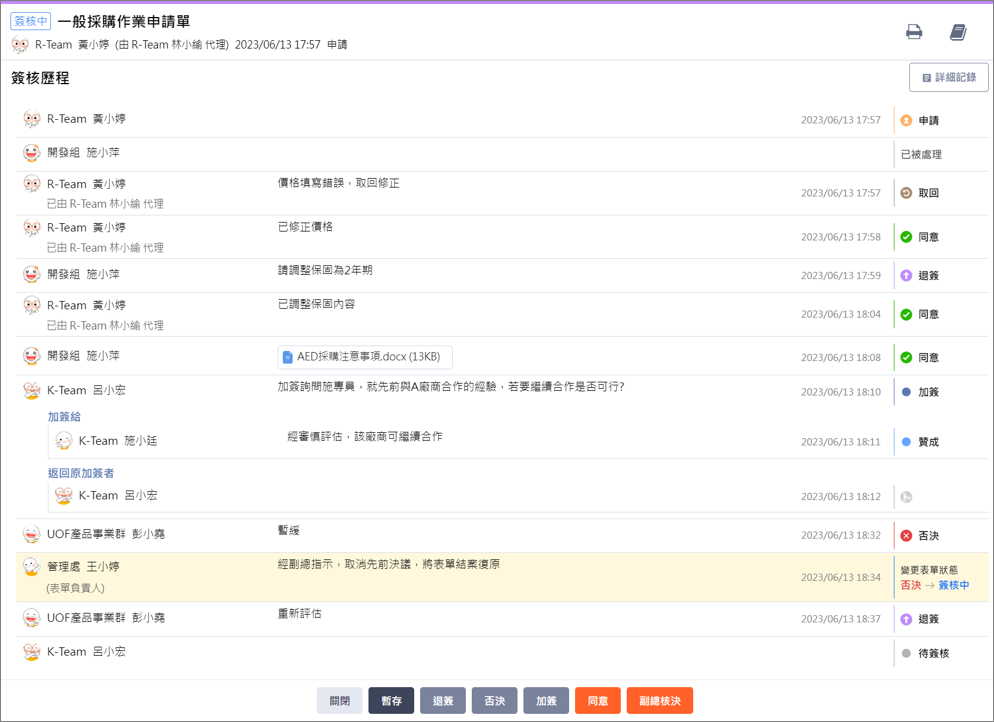 簽核中 一般採購作業申請單
R-Team 黃小婷 (由 R-Team 林小綸 代理) 2023/06/13 17:57 申請
簽核歷程
詳細記錄
R-Team 黃小婷 2023/06/13 17:57 申請
開發組 施小萍 已被處理
R-Team 黃小婷 價格填寫錯誤，取回修正
已由 R-Team 林小綸 代理 2023/06/13 17:57 取回
R-Team 黃小婷 已修正價格
已由 R-Team 林小綸 代理 2023/06/13 17:58 同意
開發組 施小萍 請調整保固為2年期 2023/06/13 17:59 退簽
R-Team 黃小婷 已調整保固內容
已由 R-Team 林小綸 代理 2023/06/13 18:04 同意
開發組 施小萍 AED採購注意事項.docx (13KB) 2023/06/13 18:08 同意
K-Team 呂小宏 加簽詢問施專員，就先前與A廠商合作的經驗，若要繼續合作是否可行? 2023/06/13 18:10 加簽
加簽給
K-Team 施小廷 經審慎評估，該廠商可繼續合作 2023/06/13 18:11 贊成
返回原加簽者
K-Team 呂小宏 2023/06/13 18:12
UOF產品事業群 彭小堯 暫緩 2023/06/13 18:32 否決
管理處 王小婷 經副總指示，取消先前決議，將表單結案復原 變更表單狀態
(表單負責人) 2023/06/13 18:34 否決 → 簽核中
UOF產品事業群 彭小堯 重新評估 2023/06/13 18:37 退簽
K-Team 呂小宏 待簽核
關閉 暫存 退簽 否決 加簽 同意 副總核決